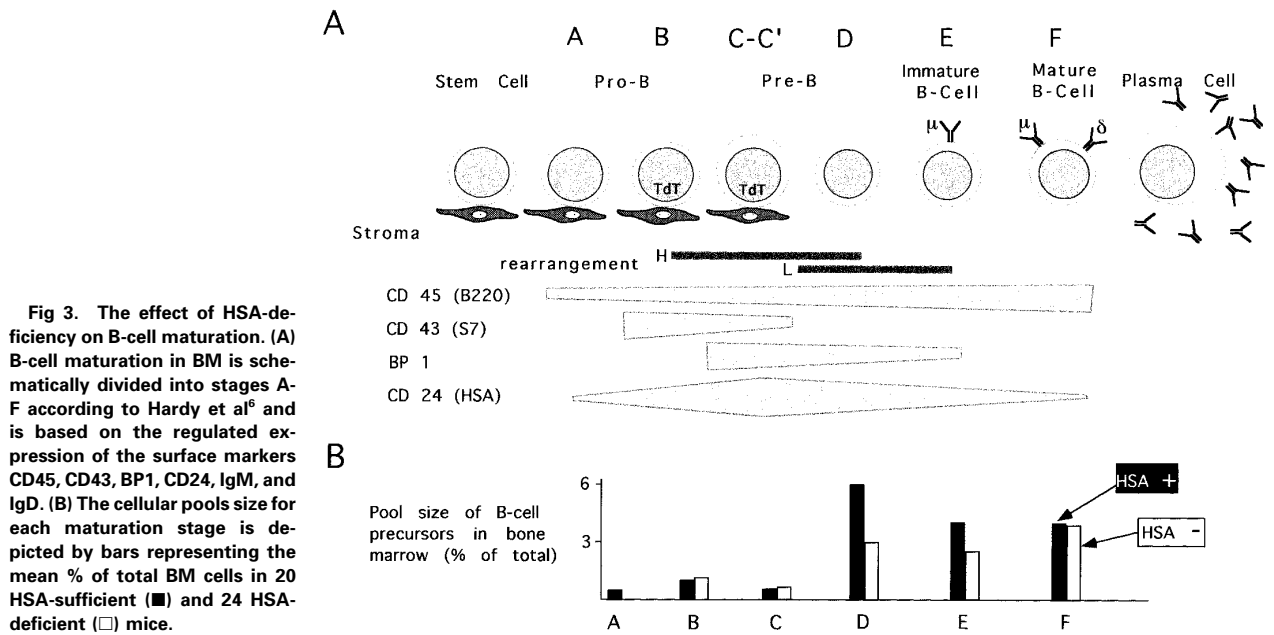 A
A B C-C' D E F
Stem Cell Pro-B Pre-B Immature B-Cell Mature B-Cell Plasma Cell
μ μ δ
TdT TdT
Stroma
rearrangement H
L
CD 45 (B220)
CD 43 (S7)
BP 1
CD 24 (HSA)
Fig 3. The effect of HSA-de-
ficiency on B-cell maturation. (A)
B-cell maturation in BM is sche-
matically divided into stages A-
F according to Hardy et al6 and
is based on the regulated ex-
pression of the surface markers
CD45, CD43, BP1, CD24, IgM, and
IgD. (B) The cellular pools size for
each maturation stage is de-
picted by bars representing the
mean % of total BM cells in 20
HSA-sufficient (■) and 24 HSA-
deficient (□) mice.
B
Pool size of B-cell
precursors in bone
marrow (% of total)
6
3
HSA +
HSA -
A B C D E F